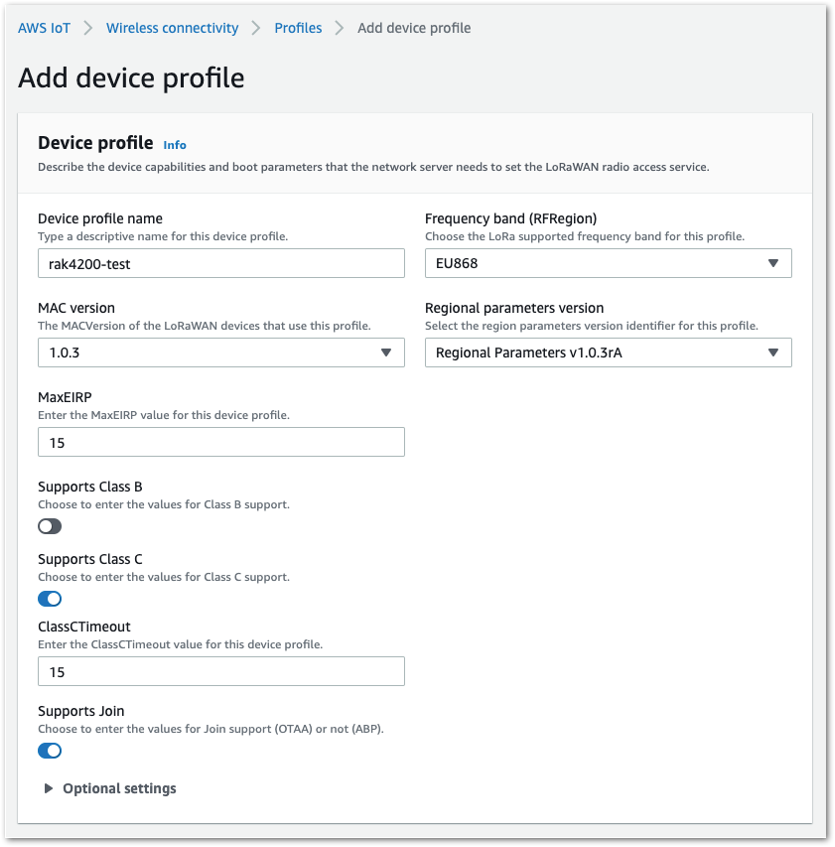 AWS IoT > Wireless connectivity > Profiles > Add device profile
Add device profile
Device profile Info
Describe the device capabilities and boot parameters that the network server needs to set the LoRaWAN radio access service.
Device profile name
Type a descriptive name for this device profile.
rak4200-test
Frequency band (RFRegion)
Choose the LoRa supported frequency band for this profile.
EU868
MAC version
The MACVersion of the LoRaWAN devices that use this profile.
1.0.3
Regional parameters version
Select the region parameters version identifier for this profile.
Regional Parameters v1.0.3rA
MaxEIRP
Enter the MaxEIRP value for this device profile.
15
Supports Class B
Choose to enter the values for Class B support.
Supports Class C
Choose to enter the values for Class C support.
ClassCTimeout
Enter the ClassCTimeout value for this device profile.
15
Supports Join
Choose to enter the values for Join support (OTAA) or not (ABP).
Optional settings